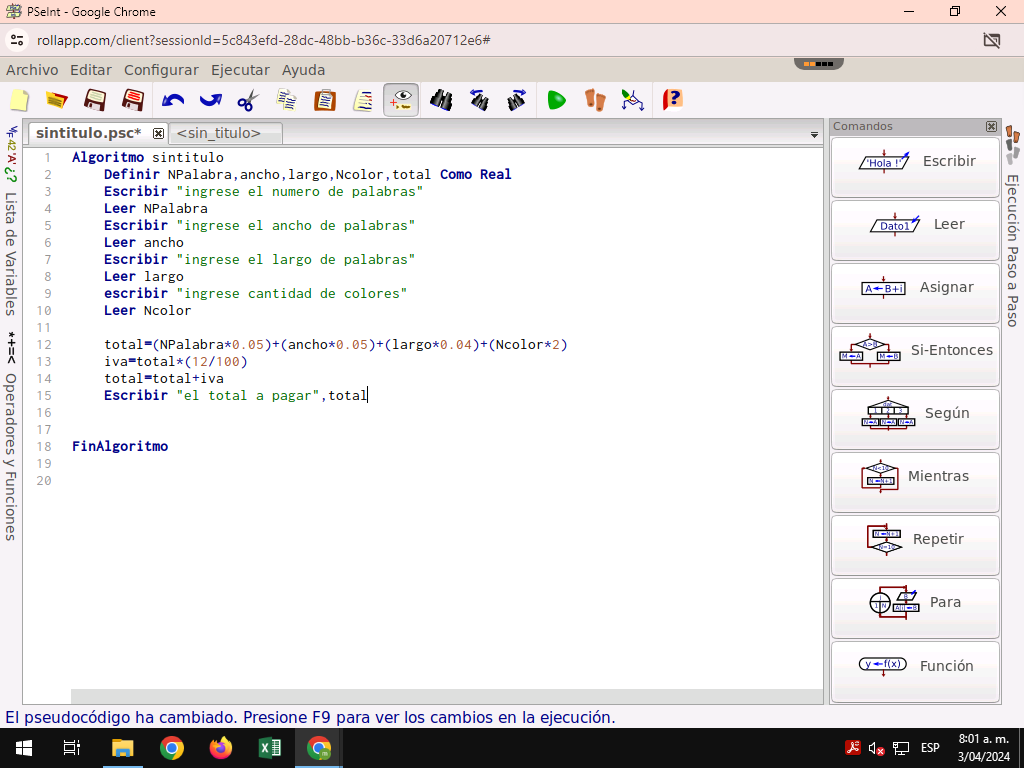 PSeInt - Google Chrome
rollapp.com/client?sessionId=5c843efd-28dc-48bb-b36c-33d6a20712e6#
Archivo Editar Configurar Ejecutar Ayuda
sintitulo.psc* <sin_titulo>
Comandos
1 Algoritmo sintitulo
2 Definir NPalabra,ancho,largo,Ncolor,total Como Real
3 Escribir "ingrese el numero de palabras"
4 Leer NPalabra
5 Escribir "ingrese el ancho de palabras"
6 Leer ancho
7 Escribir "ingrese el largo de palabras"
8 Leer largo
9 escribir "ingrese cantidad de colores"
10 Leer Ncolor
11
12 total=(NPalabra*0.05)+(ancho*0.05)+(largo*0.04)+(Ncolor*2)
13 iva=total*(12/100)
14 total=total+iva
15 Escribir "el total a pagar",total
16
17
18 FinAlgoritmo
19
20
Lista de Variables
*+=< Operadores y Funciones
'Hola !' Escribir
Dato1 Leer
A←B+i Asignar
Si-Entonces
Según
Mientras
Repetir
Para
y←f(x) Función
Ejecución Paso a Paso
El pseudocódigo ha cambiado. Presione F9 para ver los cambios en la ejecución.
ESP
8:01 a. m.
3/04/2024